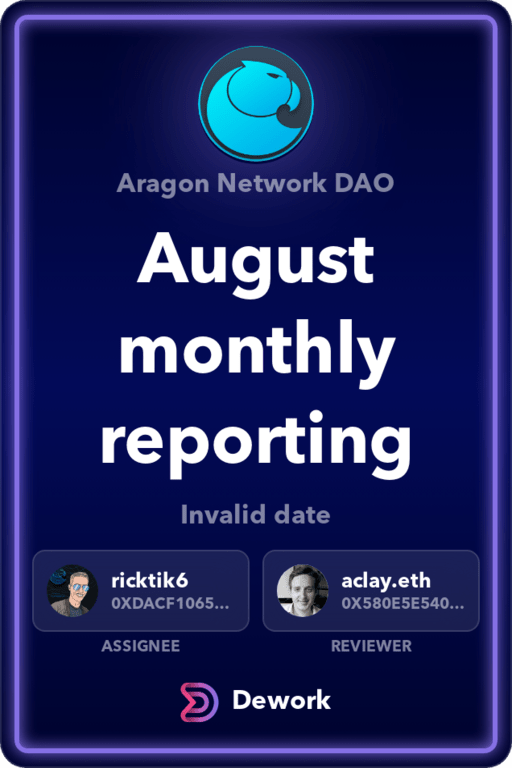 Aragon Network DAO
August
monthly
reporting
Invalid date
ricktik6
0XDACF1065...
ASSIGNEE
aclay.eth
0X580E5E540...
REVIEWER
Dework